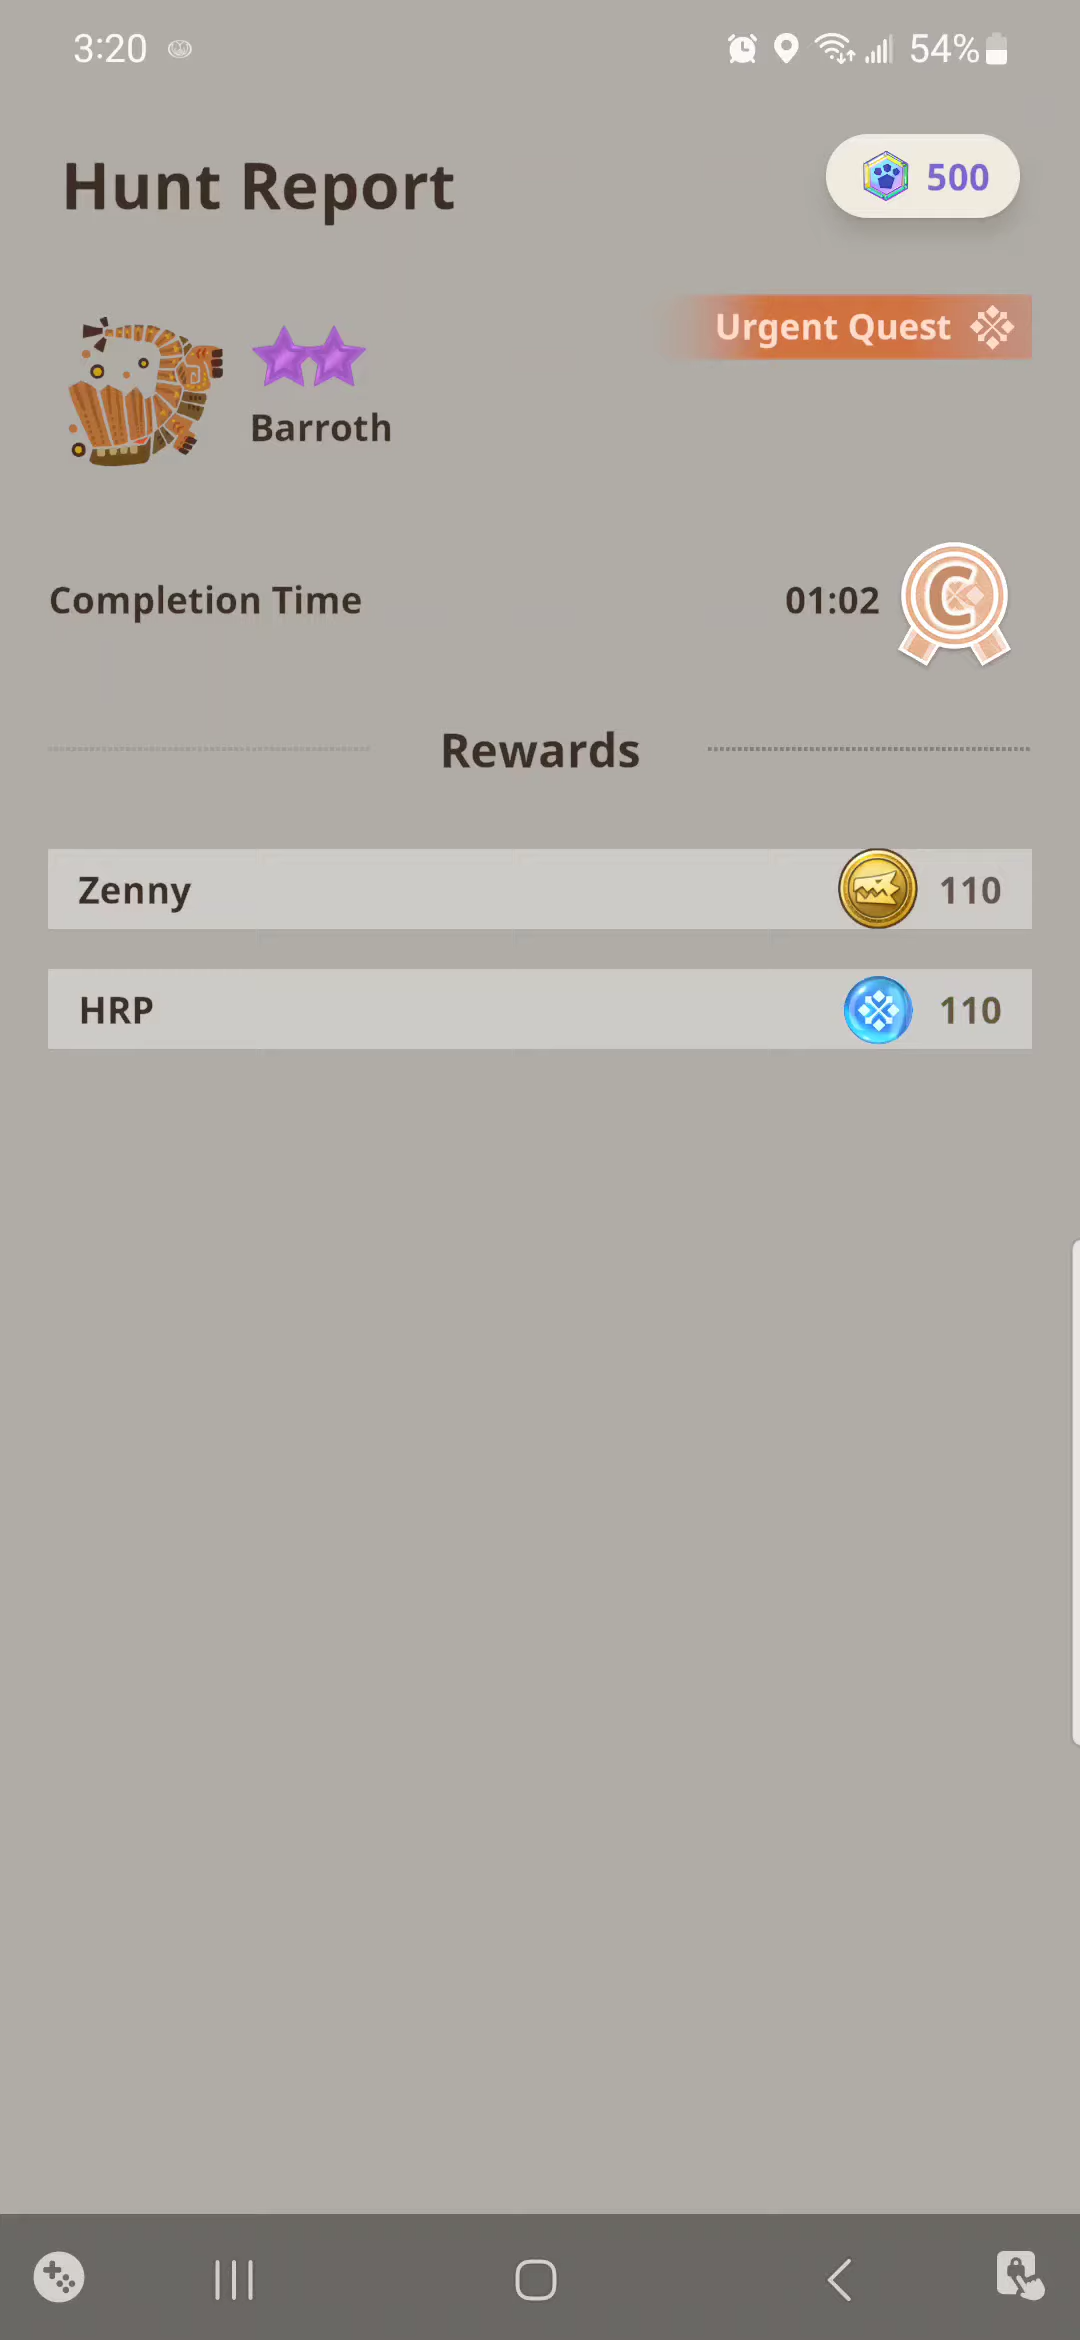 3:20
54%
Hunt Report
500
Urgent Quest
Barroth
Completion Time
01:02
C
Rewards
Zenny
110
HRP
110